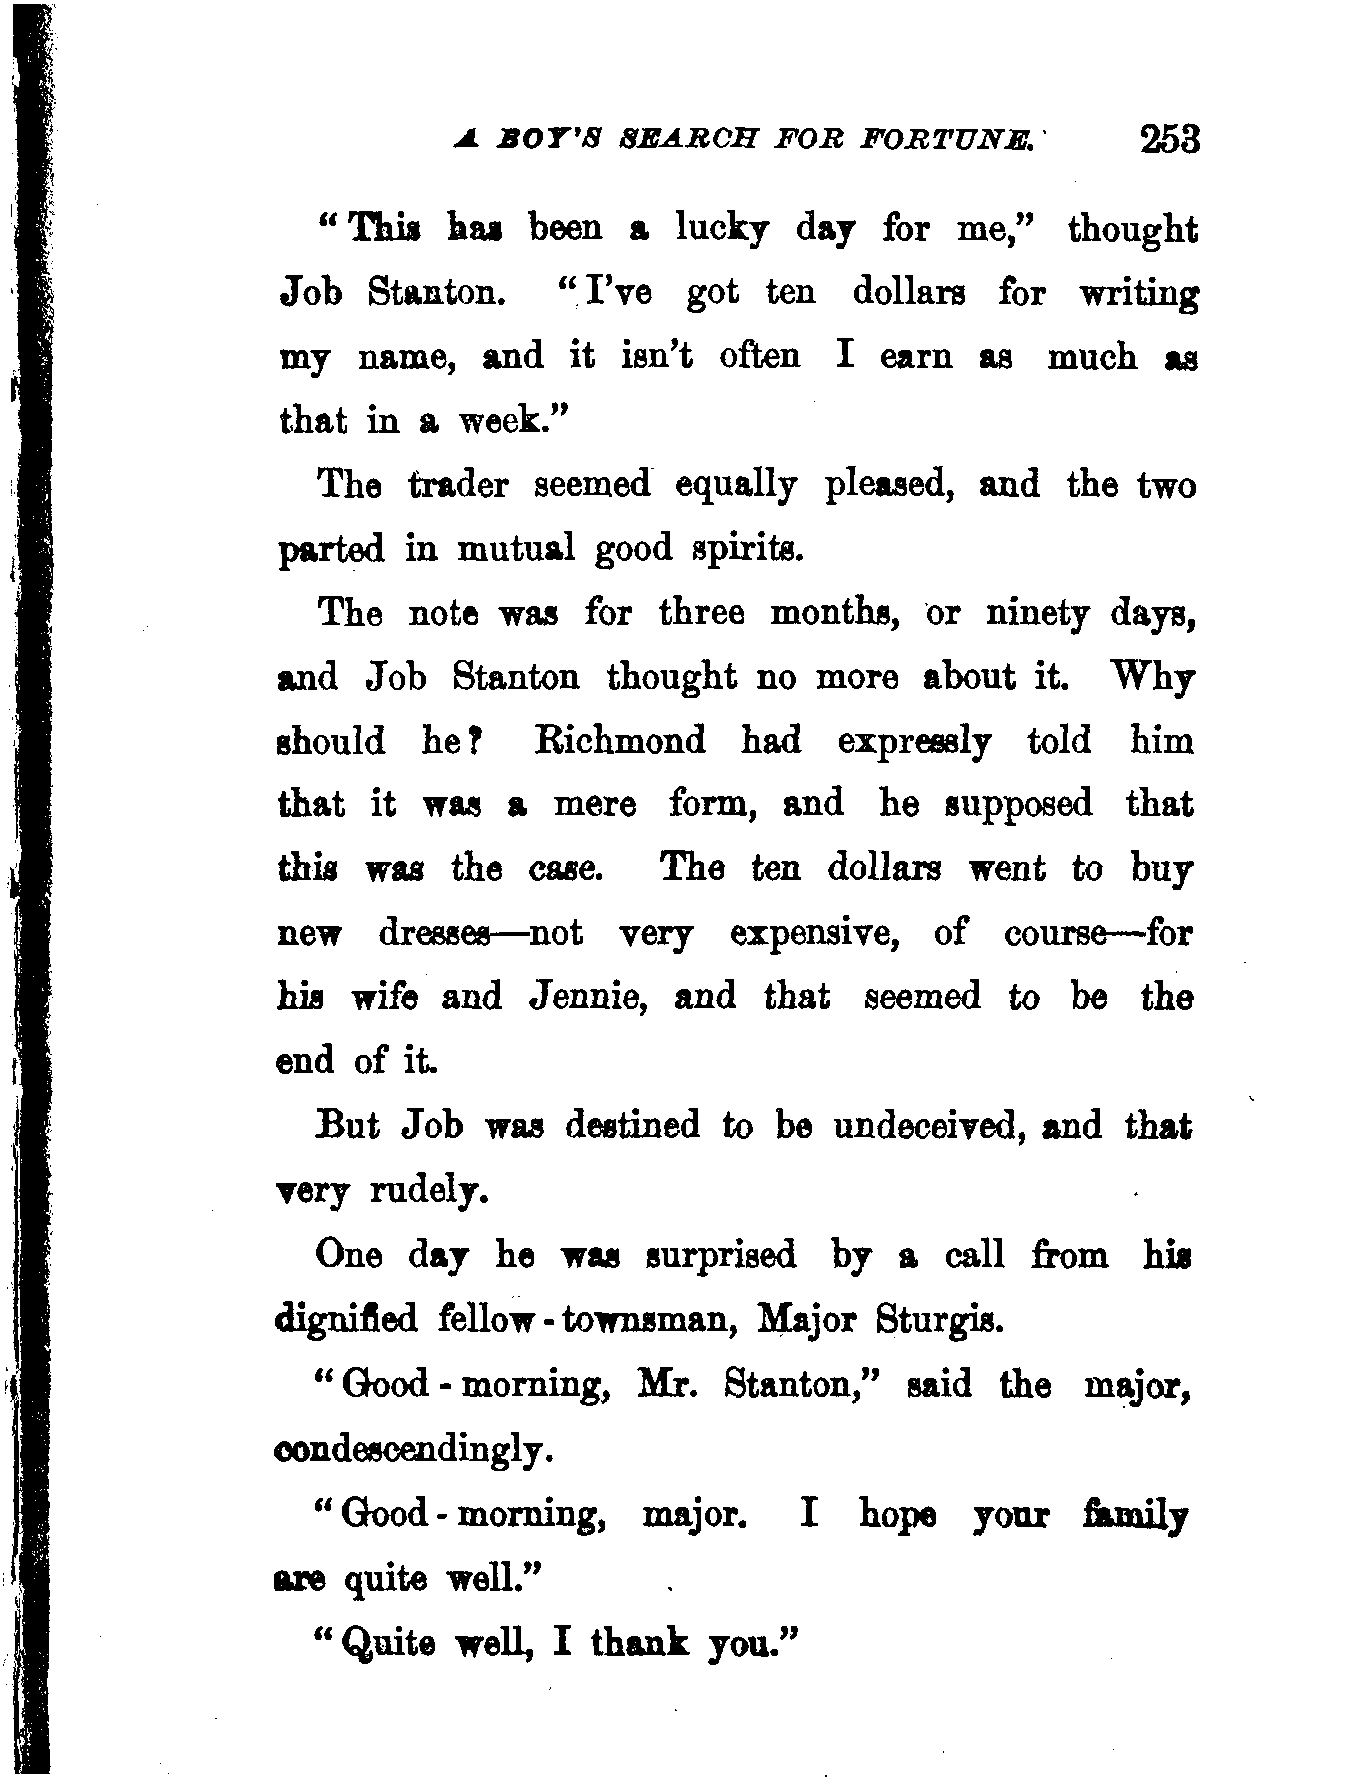 A BOY'S SEARCH FOR FORTUNE. 253
"This has been a lucky day for me," thought
Job Stanton. "I've got ten dollars for writing
my name, and it isn't often I earn as much as
that in a week."
The trader seemed equally pleased, and the two
parted in mutual good spirits.
The note was for three months, or ninety days,
and Job Stanton thought no more about it. Why
should he? Richmond had expressly told him
that it was a mere form, and he supposed that
this was the case. The ten dollars went to buy
new dresses—not very expensive, of course—for
his wife and Jennie, and that seemed to be the
end of it.
But Job was destined to be undeceived, and that
very rudely.
One day he was surprised by a call from his
dignified fellow-townsman, Major Sturgis.
"Good-morning, Mr. Stanton," said the major,
condescendingly.
"Good-morning, major. I hope your family
are quite well."
"Quite well, I thank you."